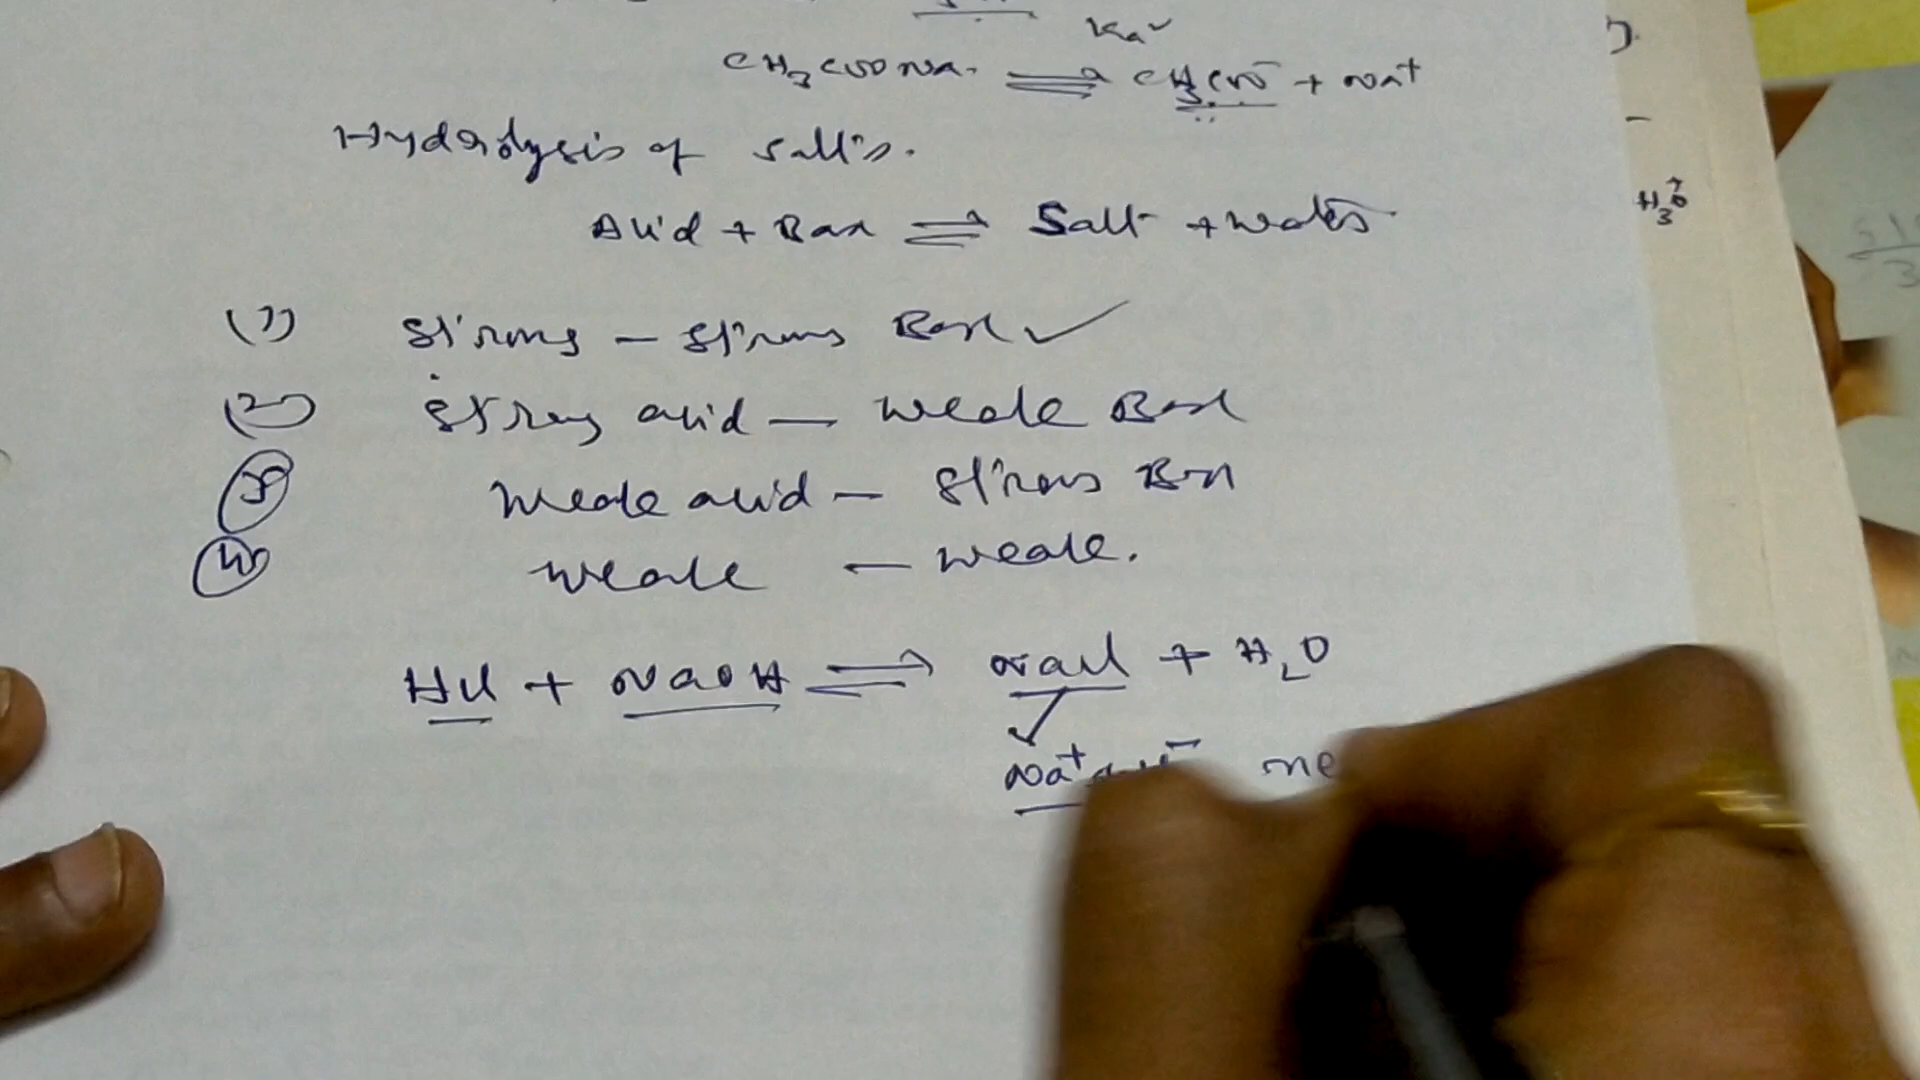 Ka✓
CH3COONa. ⇌ CH3COO⁻ + Na⁺
Hydrolysis of salts.
Acid + Base ⇌ Salt + water
(1) Strong – Strong Base ✓
(2) Strong acid — Weak Base
(3) Weak acid – Strong Base
(4) weak – weak.
HCl + NaOH ⇌ NaCl + H2O
Na⁺ ne
H3O⁺